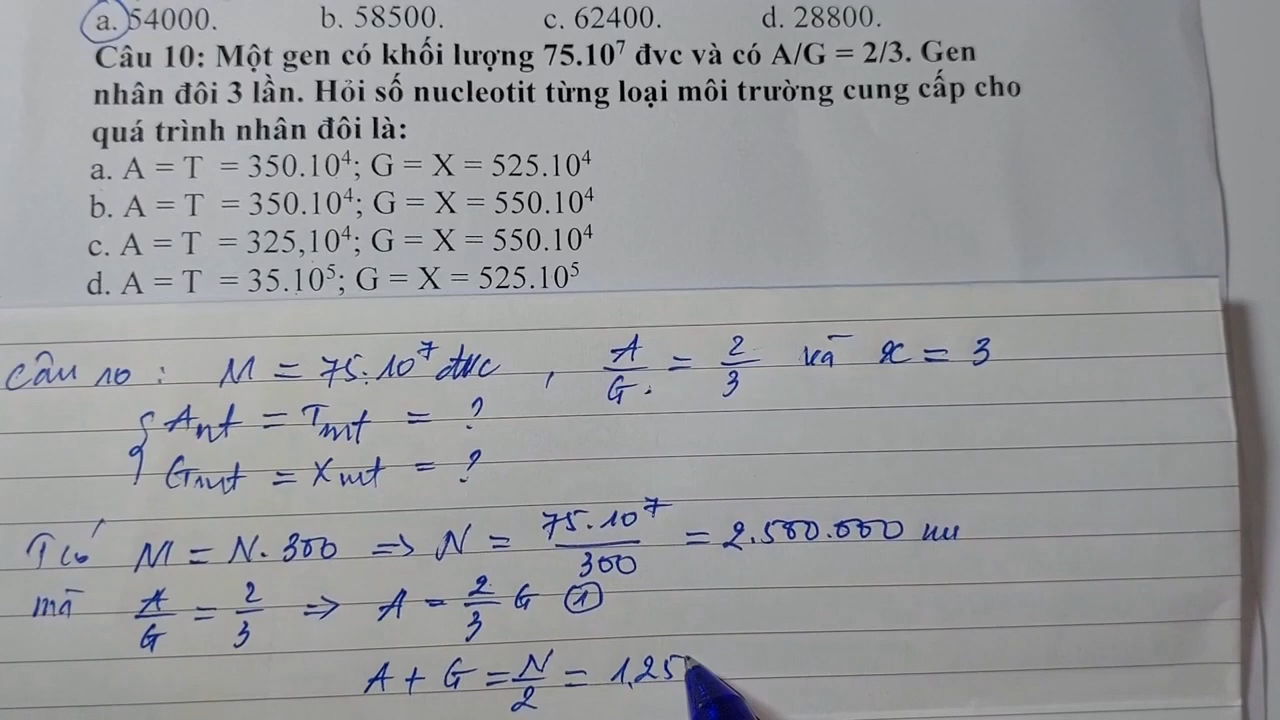 a. 54000. b. 58500. c. 62400. d. 28800.
Câu 10: Một gen có khối lượng 75.10⁷ đvc và có A/G = 2/3. Gen
nhân đôi 3 lần. Hỏi số nucleotit từng loại môi trường cung cấp cho
quá trình nhân đôi là:
a. A = T = 350.10⁴; G = X = 525.10⁴
b. A = T = 350.10⁴; G = X = 550.10⁴
c. A = T = 325,10⁴; G = X = 550.10⁴
d. A = T = 35.10⁵; G = X = 525.10⁵
Câu 10 : M = 75.10⁷ đvc , A/G = 2/3 và x = 3
{ Amt = Tmt = ?
Gmt = Xmt = ?
Ta có M = N.300 => N = 75.10⁷/300 = 2.500.000 nu
mà A/G = 2/3 => A = 2/3 G ①
A + G = N/2 = 1.25